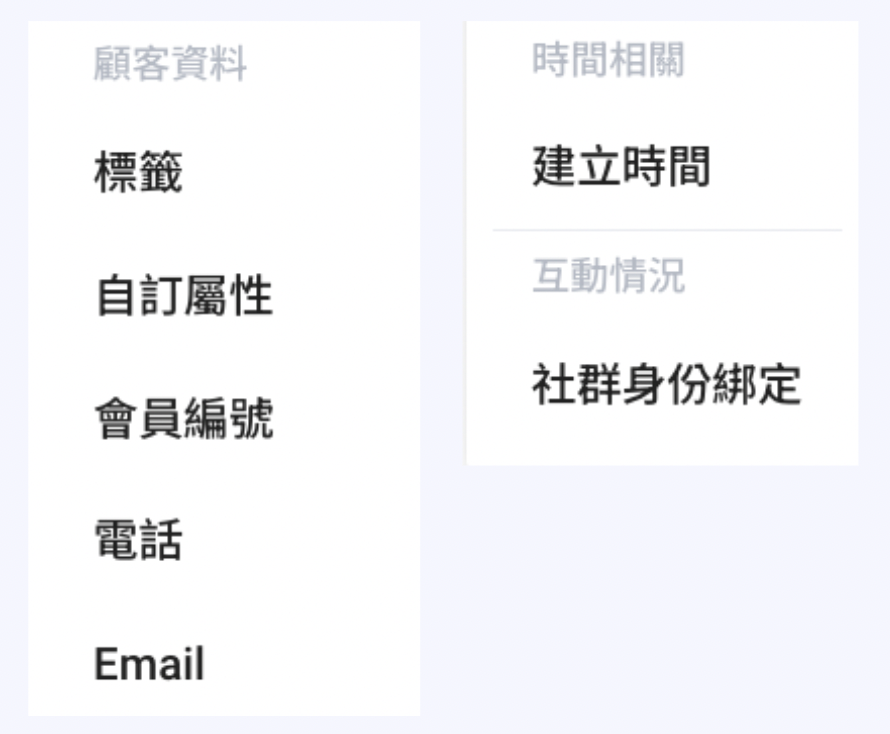 顧客資料
標籤
自訂屬性
會員編號
電話
Email
時間相關
建立時間
互動情況
社群身份綁定